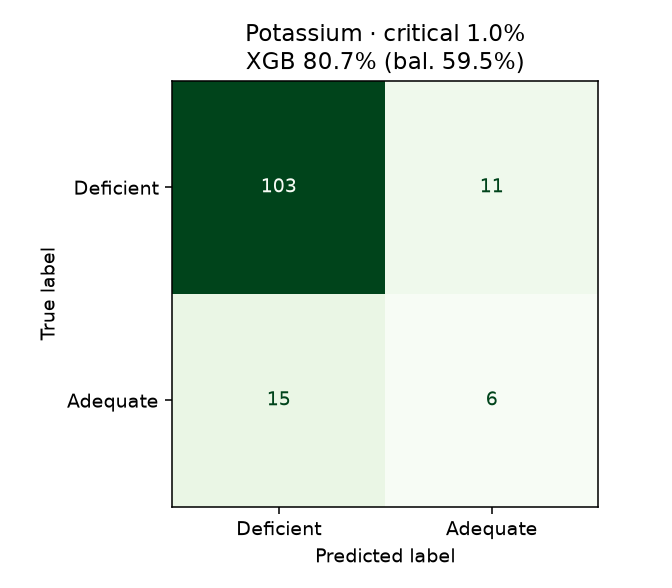 Potassium · critical 1.0%
XGB 80.7% (bal. 59.5%)
True label
Deficient
103
11
Adequate
15
6
Deficient
Adequate
Predicted label